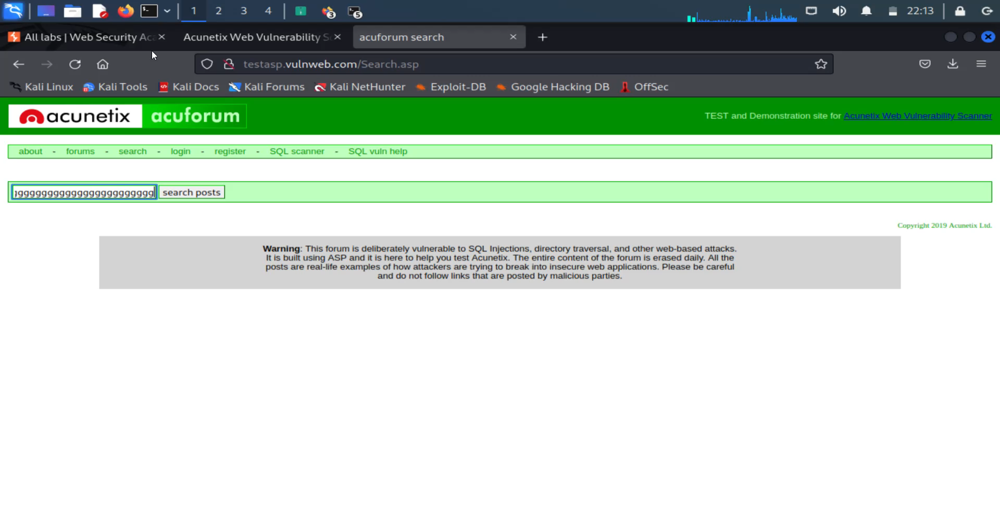 1 2 3 4 3 5 22:13
All labs | Web Security Aca Acunetix Web Vulnerability Sc acuforum search
testasp.vulnweb.com/Search.asp
Kali Linux Kali Tools Kali Docs Kali Forums Kali NetHunter Exploit-DB Google Hacking DB OffSec
acunetix acuforum TEST and Demonstration site for Acunetix Web Vulnerability Scanner
about - forums - search - login - register - SQL scanner - SQL vuln help
search posts
Copyright 2019 Acunetix Ltd.
Warning: This forum is deliberately vulnerable to SQL Injections, directory traversal, and other web-based attacks.
It is built using ASP and it is here to help you test Acunetix. The entire content of the forum is erased daily. All the
posts are real-life examples of how attackers are trying to break into insecure web applications. Please be careful
and do not follow links that are posted by malicious parties.